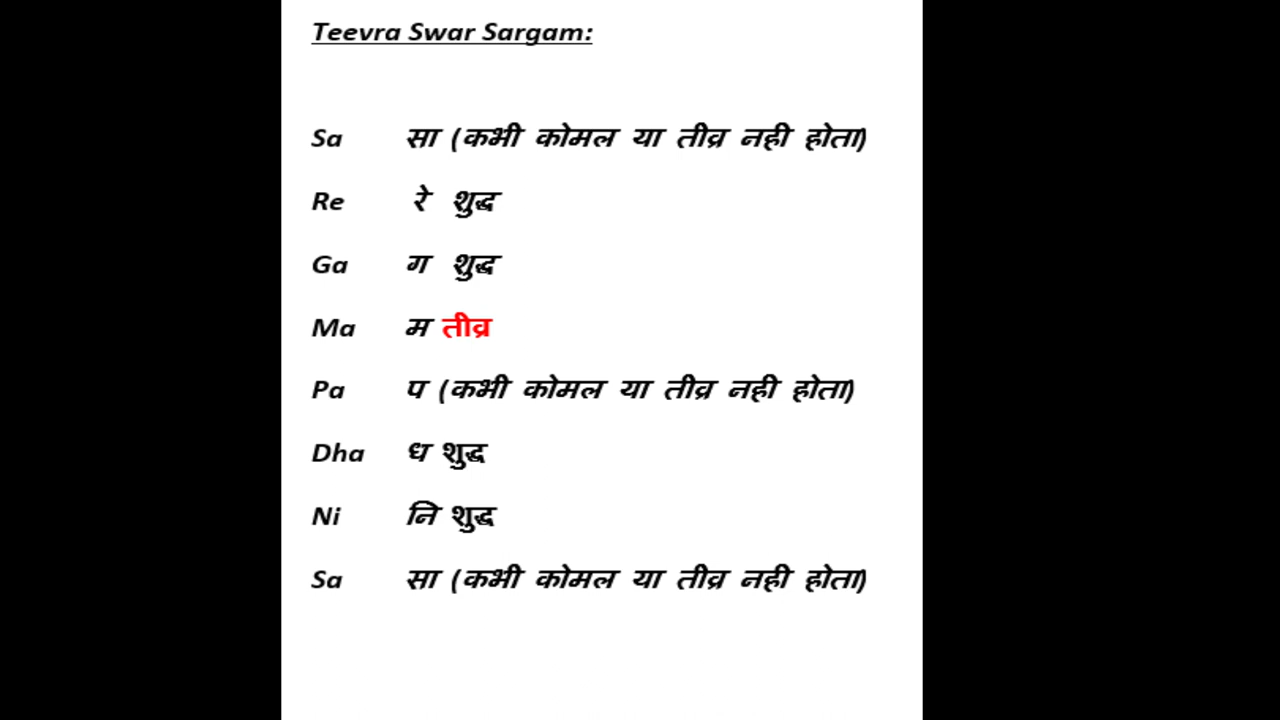 Teevra Swar Sargam:
Sa सा (कभी कोमल या तीव्र नही होता)
Re रे शुद्ध
Ga ग शुद्ध
Ma म तीव्र
Pa प (कभी कोमल या तीव्र नही होता)
Dha ध शुद्ध
Ni नि शुद्ध
Sa सा (कभी कोमल या तीव्र नही होता)